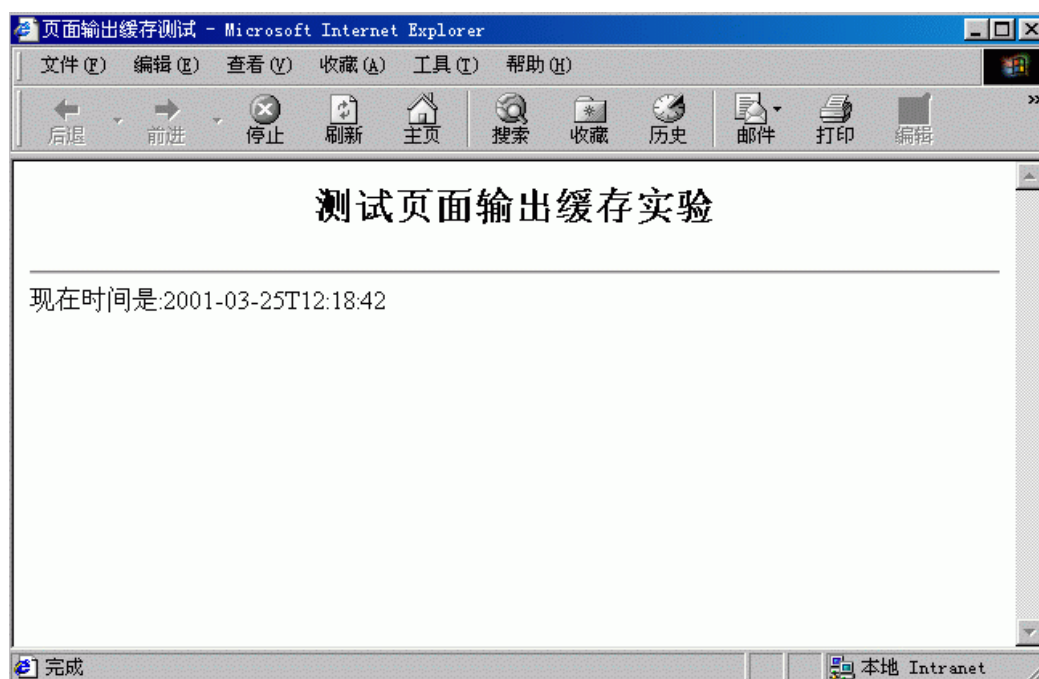 页面输出缓存测试 - Microsoft Internet Explorer
文件(F) 编辑(E) 查看(V) 收藏(A) 工具(T) 帮助(H)
后退 前进 停止 刷新 主页 搜索 收藏 历史 邮件 打印 编辑
测试页面输出缓存实验
现在时间是:2001-03-25T12:18:42
完成 本地 Intranet